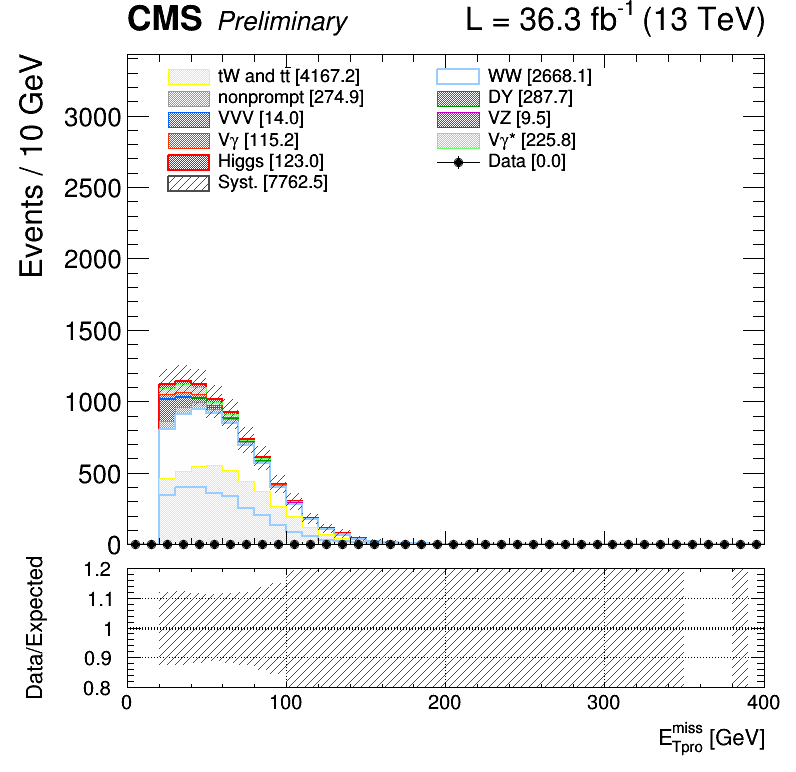 CMS Preliminary L = 36.3 fb⁻¹ (13 TeV)
Events / 10 GeV
tW and tt̄ [4167.2]
nonprompt [274.9]
VVV [14.0]
Vγ [115.2]
Higgs [123.0]
Syst. [7762.5]
WW [2668.1]
DY [287.7]
VZ [9.5]
Vγ* [225.8]
Data [0.0]
3000
2500
2000
1500
1000
500
0
Data/Expected
1.2
1.1
1
0.9
0.8
0 100 200 300 400
E_Tpro^miss [GeV]